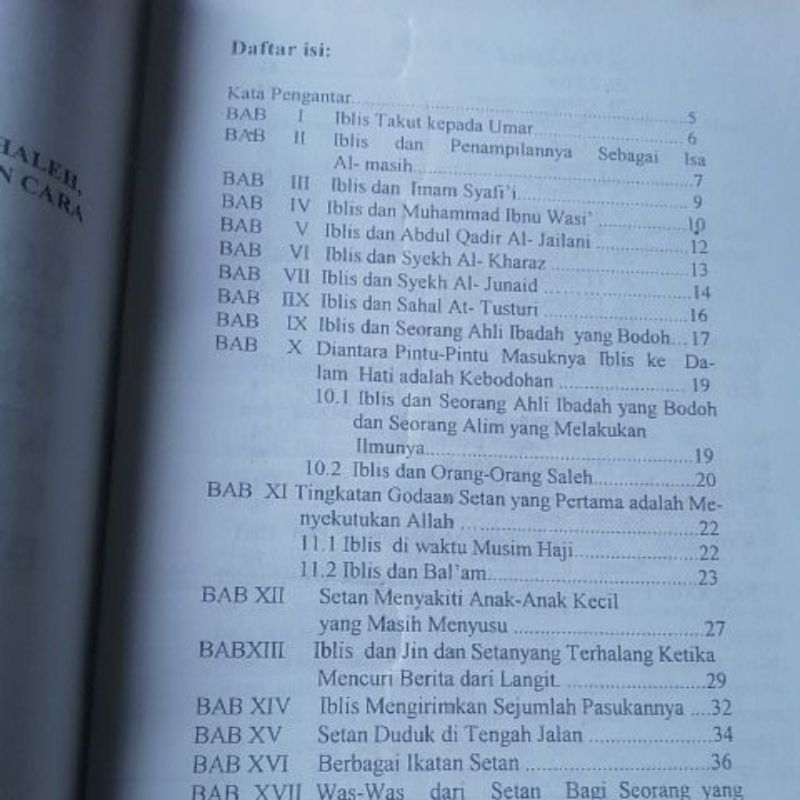 HALEH,
N CARA
Daftar isi:
Kata Pengantar..........................................................5
BAB I Iblis Takut kepada Umar..........................6
BAB II Iblis dan Penampilannya Sebagai Isa
Al- masih..............................................7
BAB III Iblis dan Imam Syafi'i.............................9
BAB IV Iblis dan Muhammad Ibnu Wasi' ..................10
BAB V Iblis dan Abdul Qadir Al- Jailani ................12
BAB VI Iblis dan Syekh Al- Kharaz .......................13
BAB VII Iblis dan Syekh Al- Junaid .........................14
BAB IIX Iblis dan Sahal At- Tusturi .........................16
BAB IX Iblis dan Seorang Ahli Ibadah yang Bodoh...17
BAB X Diantara Pintu-Pintu Masuknya Iblis ke Da-
lam Hati adalah Kebodohan ..................... 19
10.1 Iblis dan Seorang Ahli Ibadah yang Bodoh
dan Seorang Alim yang Melakukan
Ilmunya.............................................19
10.2 Iblis dan Orang-Orang Saleh.................20
BAB XI Tingkatan Godaan Setan yang Pertama adalah Me-
nyekutukan Allah .......................................22
11.1 Iblis di waktu Musim Haji....................22
11.2 Iblis dan Bal'am...................................23
BAB XII Setan Menyakiti Anak-Anak Kecil
yang Masih Menyusu ................................27
BABXIII Iblis dan Jin dan Setanyang Terhalang Ketika
Mencuri Berita dari Langit. .......................29
BAB XIV Iblis Mengirimkan Sejumlah Pasukannya ....32
BAB XV Setan Duduk di Tengah Jalan ....................34
BAB XVI Berbagai Ikatan Setan ..............................36
BAB XVII Was-Was dari Setan Bagi Seorang yang